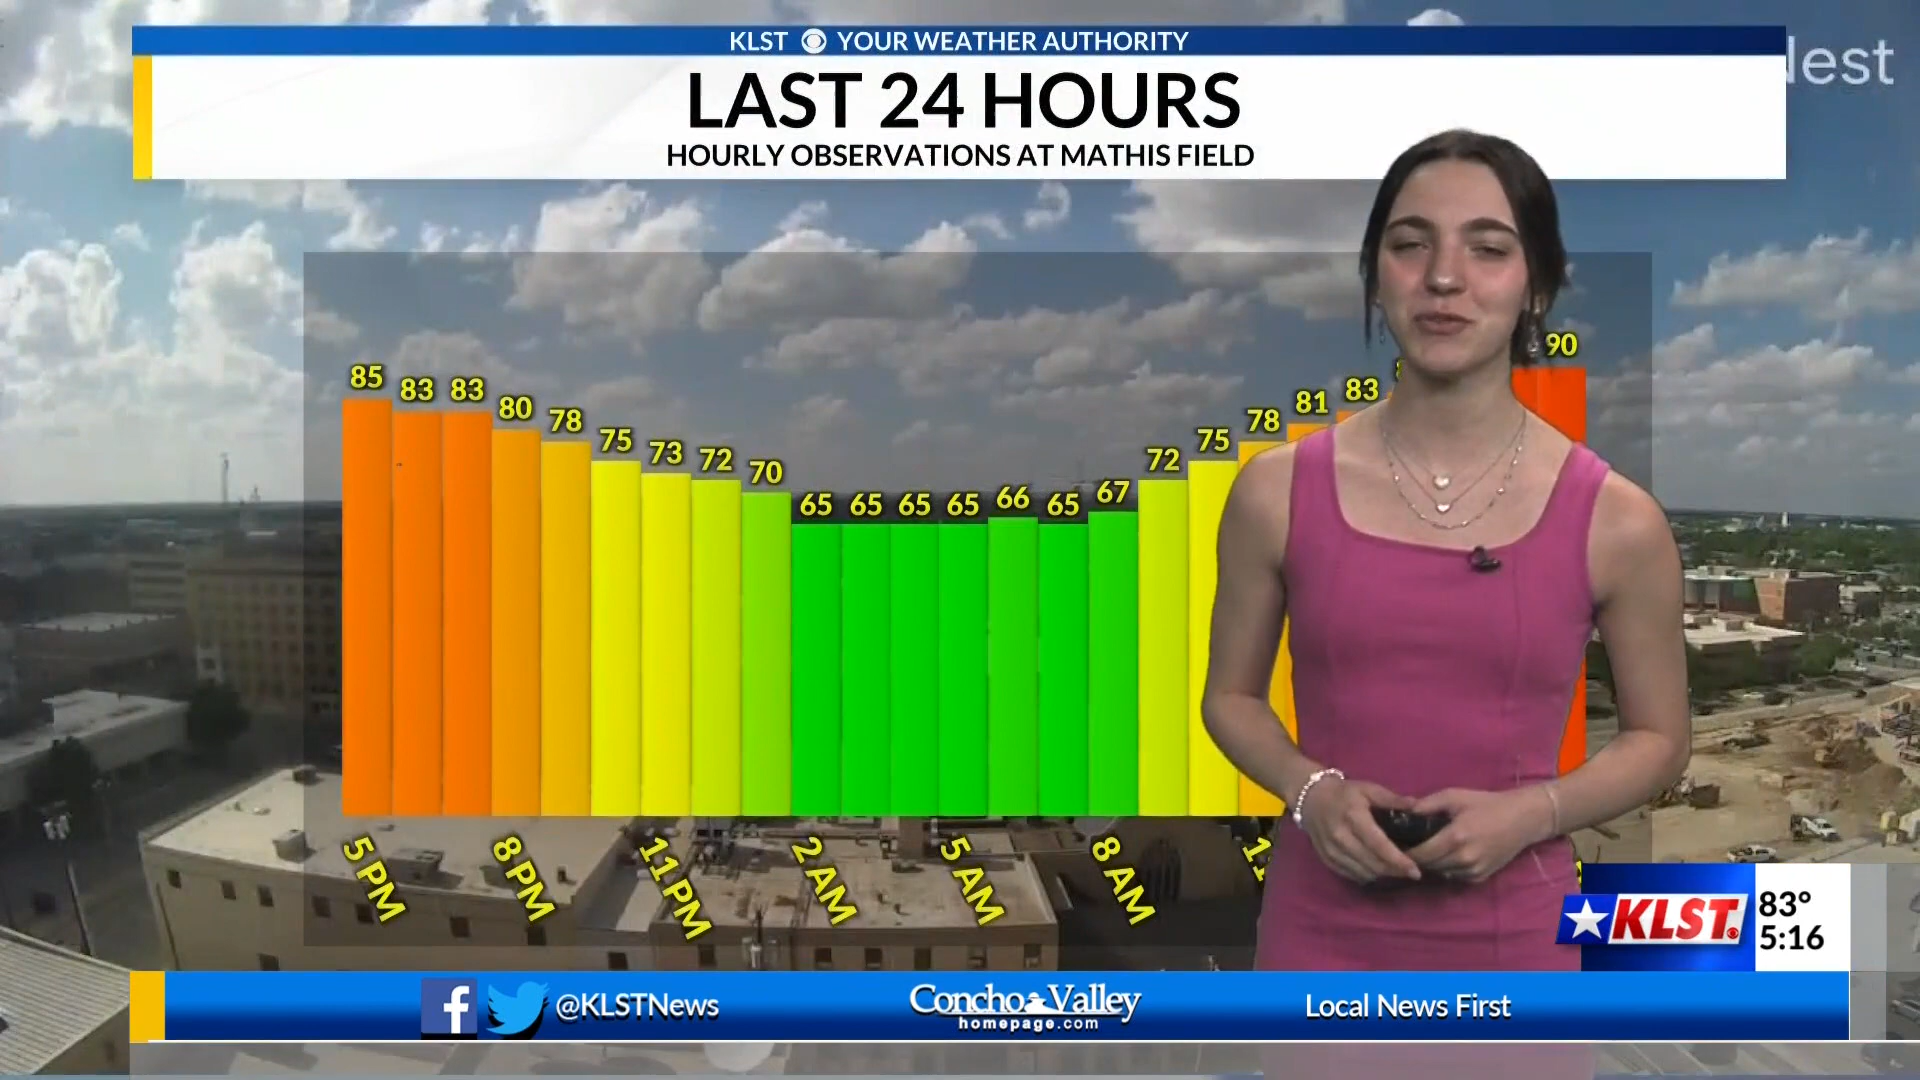 KLST YOUR WEATHER AUTHORITY
est
LAST 24 HOURS
HOURLY OBSERVATIONS AT MATHIS FIELD
85 83 83 80 78 75 73 72 70 65 65 65 65 66 65 67 72 75 78 81 83 90
5 PM 8 PM 11 PM 2 AM 5 AM 8 AM
KLST
83°
5:16
@KLSTNews
Concho Valley
homepage.com
Local News First